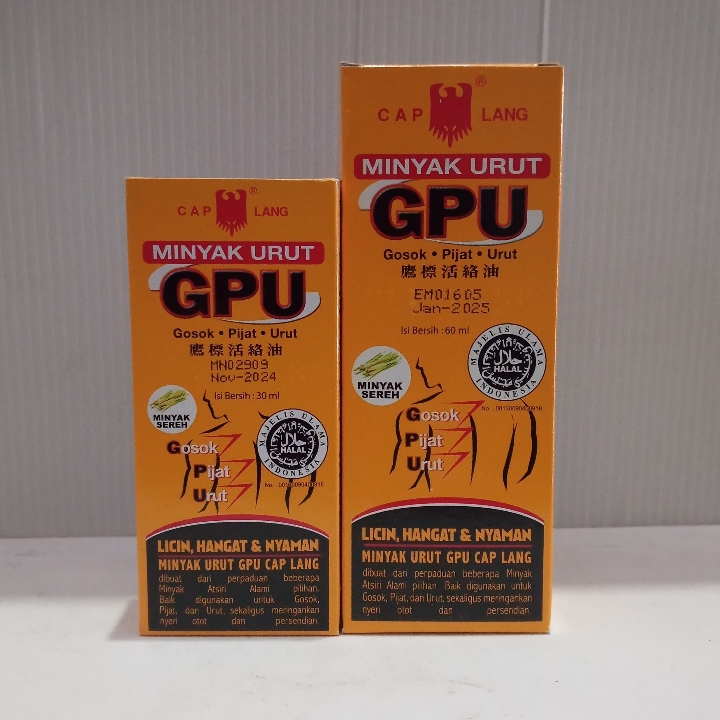 CAP LANG
®
MINYAK URUT
GPU
Gosok • Pijat • Urut
鷹標活絡油
MN02909
Nov-2024
Isi Bersih : 30 ml
MINYAK
SEREH
MAJELIS ULAMA
INDONESIA
حلال
HALAL
No. : 00130090400918
Gosok
Pijat
Urut
LICIN, HANGAT & NYAMAN
MINYAK URUT GPU CAP LANG
dibuat dari perpaduan beberapa
Minyak Atsiri Alami pilihan.
Baik digunakan untuk Gosok,
Pijat, dan Urut, sekaligus meringankan
nyeri otot dan persendian.
CAP LANG
®
MINYAK URUT
GPU
Gosok • Pijat • Urut
鷹標活絡油
EM01605
Jan-2025
Isi Bersih : 60 ml
MINYAK
SEREH
MAJELIS ULAMA
INDONESIA
حلال
HALAL
No. : 00130090400918
Gosok
Pijat
Urut
LICIN, HANGAT & NYAMAN
MINYAK URUT GPU CAP LANG
dibuat dari perpaduan beberapa Minyak
Atsiri Alami pilihan. Baik digunakan untuk
Gosok, Pijat, dan Urut, sekaligus meringankan
nyeri otot dan persendian.